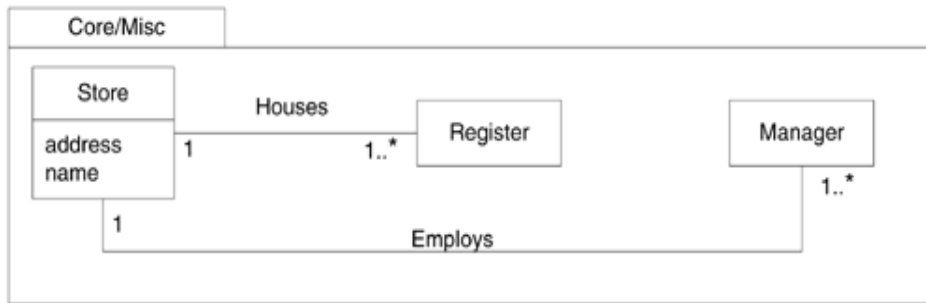 Core/Misc
Store
address
name
Houses
1
1..*
Register
Manager
1..*
1
Employs